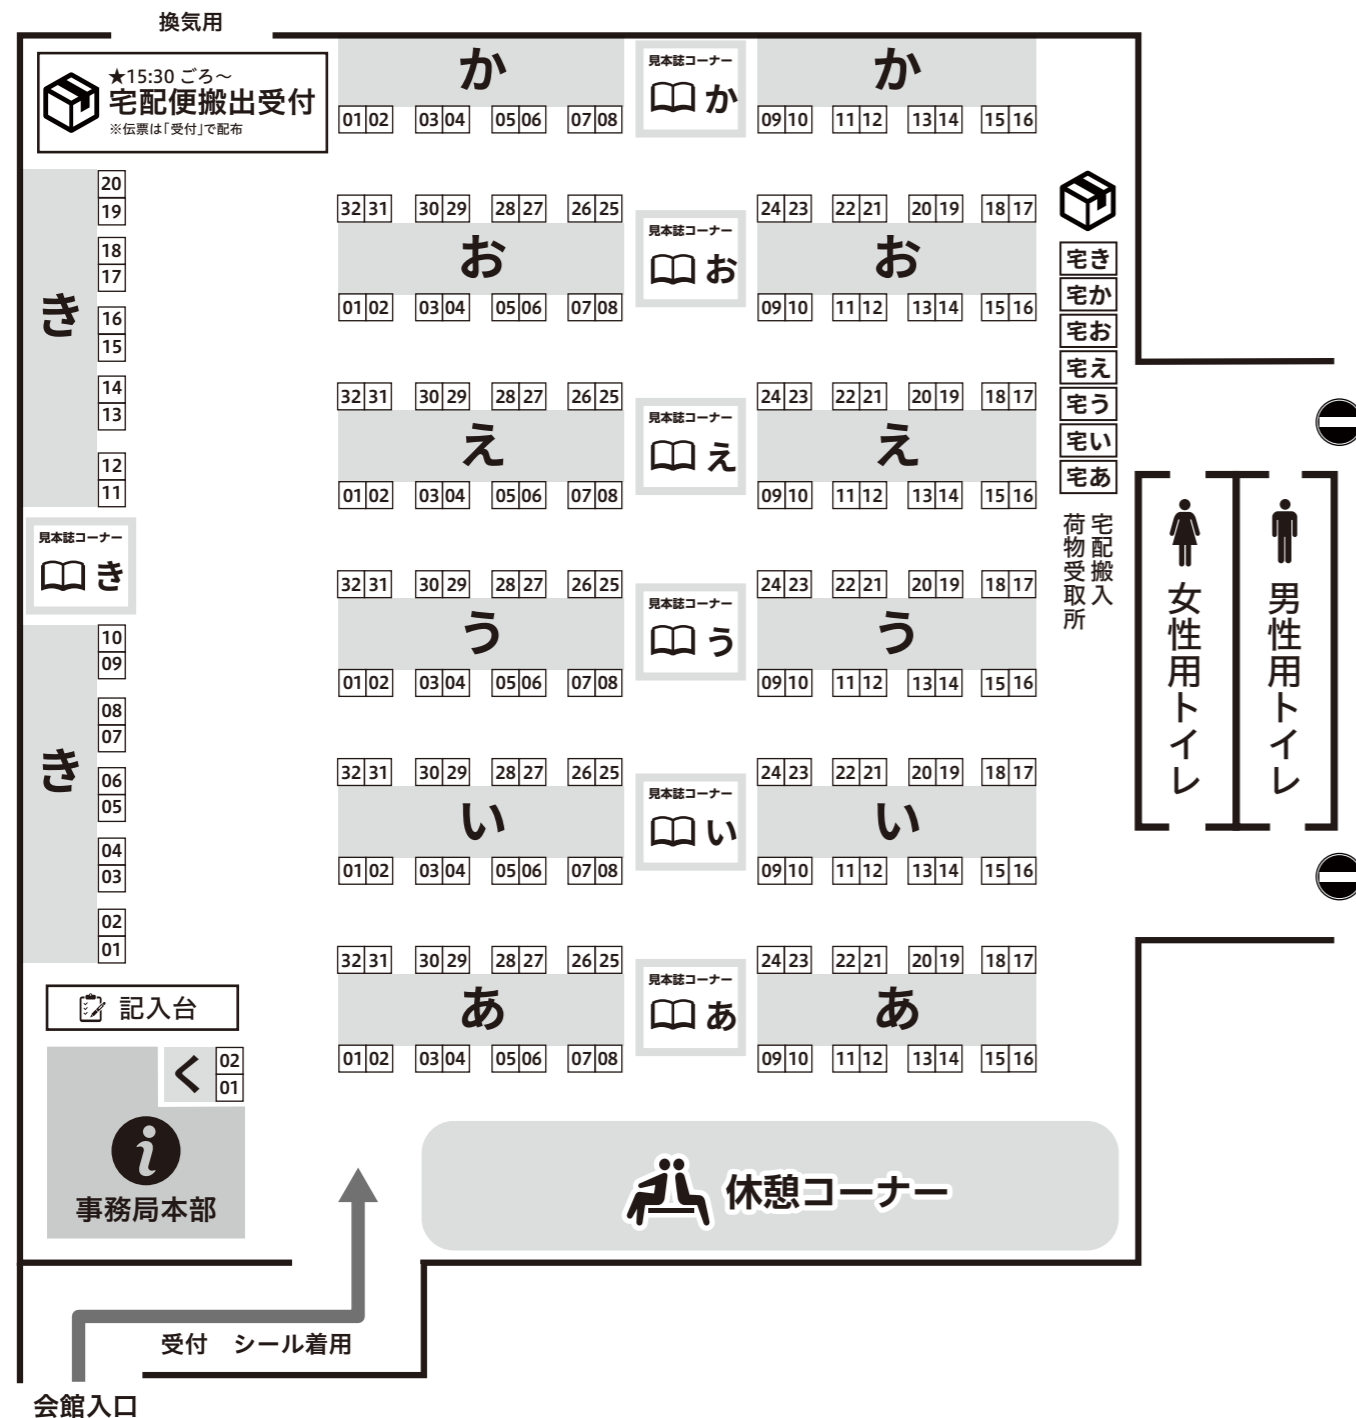 換気用
★15:30 ごろ～
宅配便搬出受付
※伝票は「受付」で配布
か
見本誌コーナー
か
か
01 02 03 04 05 06 07 08
09 10 11 12 13 14 15 16
32 31 30 29 28 27 26 25
24 23 22 21 20 19 18 17
お
見本誌コーナー
お
お
01 02 03 04 05 06 07 08
09 10 11 12 13 14 15 16
32 31 30 29 28 27 26 25
24 23 22 21 20 19 18 17
え
見本誌コーナー
え
え
01 02 03 04 05 06 07 08
09 10 11 12 13 14 15 16
32 31 30 29 28 27 26 25
24 23 22 21 20 19 18 17
う
見本誌コーナー
う
う
01 02 03 04 05 06 07 08
09 10 11 12 13 14 15 16
32 31 30 29 28 27 26 25
24 23 22 21 20 19 18 17
い
見本誌コーナー
い
い
01 02 03 04 05 06 07 08
09 10 11 12 13 14 15 16
32 31 30 29 28 27 26 25
24 23 22 21 20 19 18 17
あ
見本誌コーナー
あ
あ
01 02 03 04 05 06 07 08
09 10 11 12 13 14 15 16
き
20
19
18
17
16
15
14
13
12
11
見本誌コーナー
き
き
10
09
08
07
06
05
04
03
02
01
宅き
宅か
宅お
宅え
宅う
宅い
宅あ
宅配搬入
荷物受取所
女性用トイレ
男性用トイレ
記入台
く
02
01
事務局本部
休憩コーナー
受付 シール着用
会館入口